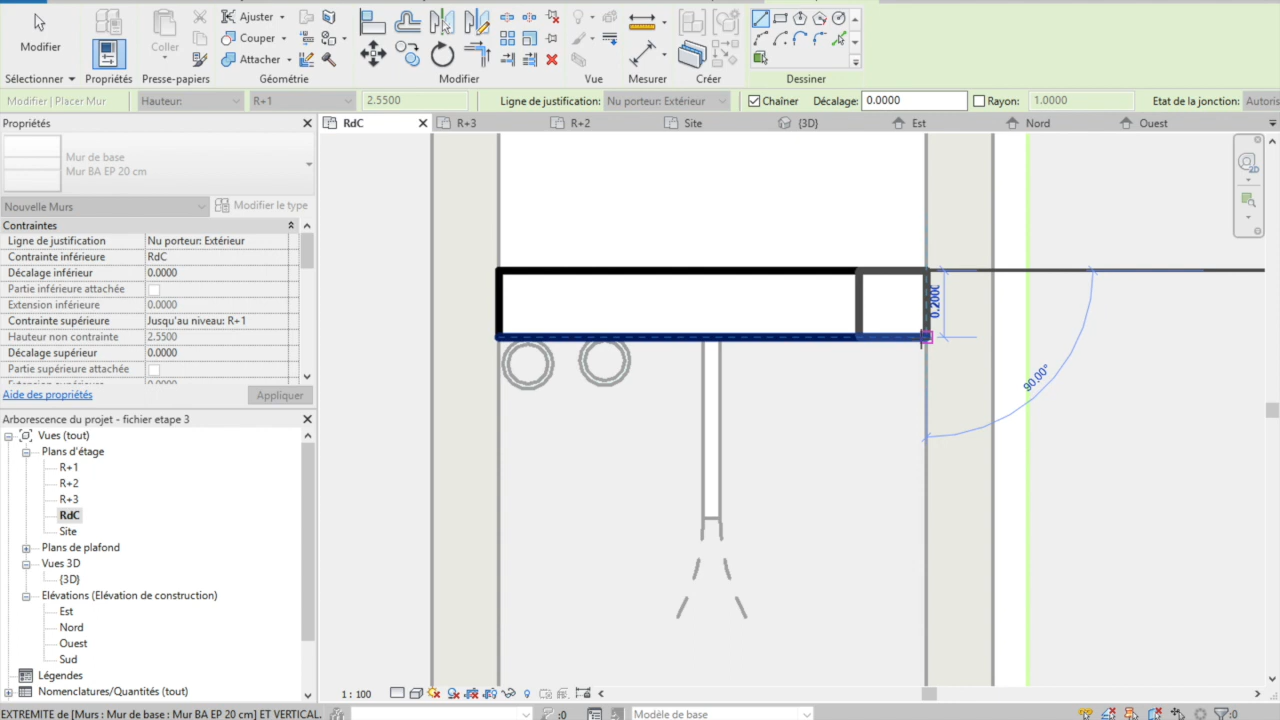 Modifier
Ajuster
Couper
Coller
Attacher
Sélectionner
Propriétés
Presse-papiers
Géométrie
Modifier
Vue
Mesurer
Créer
Dessiner
Modifier | Placer Mur
Hauteur:
R+1
2.5500
Ligne de justification:
Nu porteur: Extérieur
Chaîner
Décalage:
0.0000
Rayon:
1.0000
Etat de la jonction:
Autoris
Propriétés
RdC
R+3
R+2
Site
{3D}
Est
Nord
Ouest
Mur de base
Mur BA EP 20 cm
Nouvelle Murs
Modifier le type
Contraintes
Ligne de justification Nu porteur: Extérieur
Contrainte inférieure RdC
Décalage inférieur 0.0000
Partie inférieure attachée
Extension inférieure 0.0000
Contrainte supérieure Jusqu'au niveau: R+1
Hauteur non contrainte 2.5500
Décalage supérieur 0.0000
Partie supérieure attachée
Aide des propriétés
Appliquer
Arborescence du projet - fichier etape 3
Vues (tout)
Plans d'étage
R+1
R+2
R+3
RdC
Site
Plans de plafond
Vues 3D
{3D}
Elévations (Elévation de construction)
Est
Nord
Ouest
Sud
Légendes
Nomenclatures/Quantités (tout)
90.00°
2D
1 : 100
EXTREMITE de [Murs : Mur de base : Mur BA EP 20 cm] ET VERTICAL.
:0
Modèle de base
:0